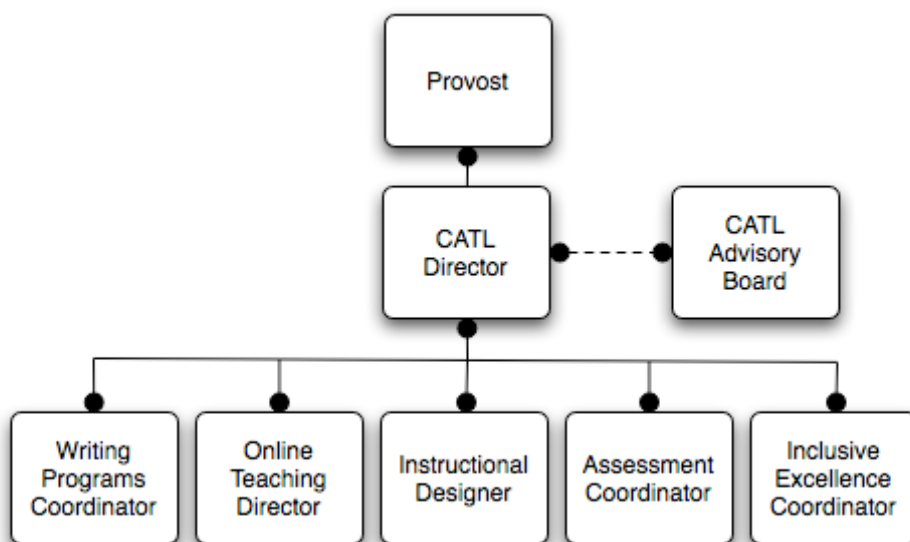 Provost
CATL
Director
CATL
Advisory
Board
Writing
Programs
Coordinator
Online
Teaching
Director
Instructional
Designer
Assessment
Coordinator
Inclusive
Excellence
Coordinator